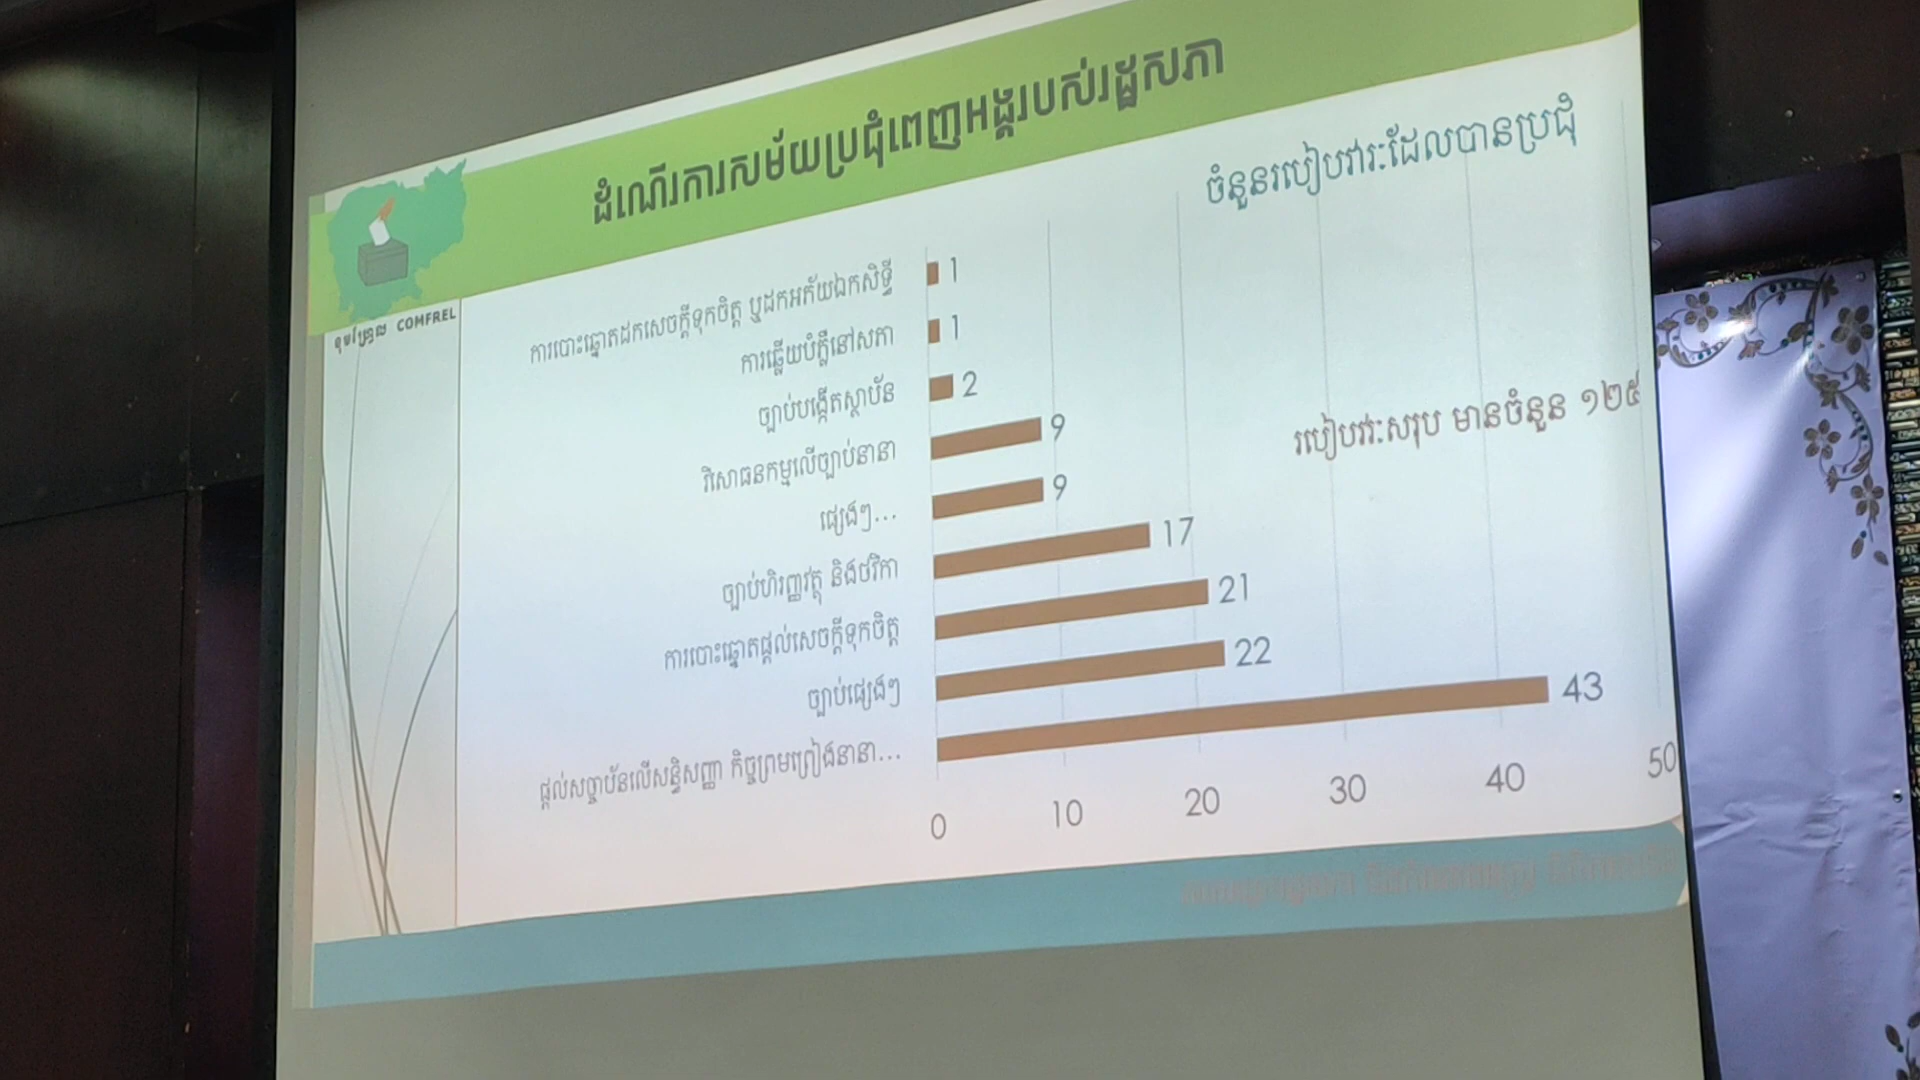 ដំណើរការសម័យប្រជុំពេញអង្គរបស់រដ្ឋសភា
ចំនួនរបៀបវារៈដែលបានប្រជុំ
ខុមហ្វ្រែល COMFREL
ការបោះឆ្នោតដកសេចក្តីទុកចិត្ត ឬដកអភ័យឯកសិទ្ធី
1
ការឆ្លើយបំភ្លឺនៅសភា
1
ច្បាប់បង្កើតស្ថាប័ន
2
វិសោធនកម្មលើច្បាប់នានា
9
ផ្សេងៗ...
9
ច្បាប់ហិរញ្ញវត្ថុ និងថវិកា
17
ការបោះឆ្នោតផ្តល់សេចក្តីទុកចិត្ត
21
ច្បាប់ផ្សេងៗ
22
ផ្តល់សច្ចាប័នលើសន្ធិសញ្ញា កិច្ចព្រមព្រៀងនានា...
43
របៀបវរៈសរុប មានចំនួន ១២៥
0 10 20 30 40 50